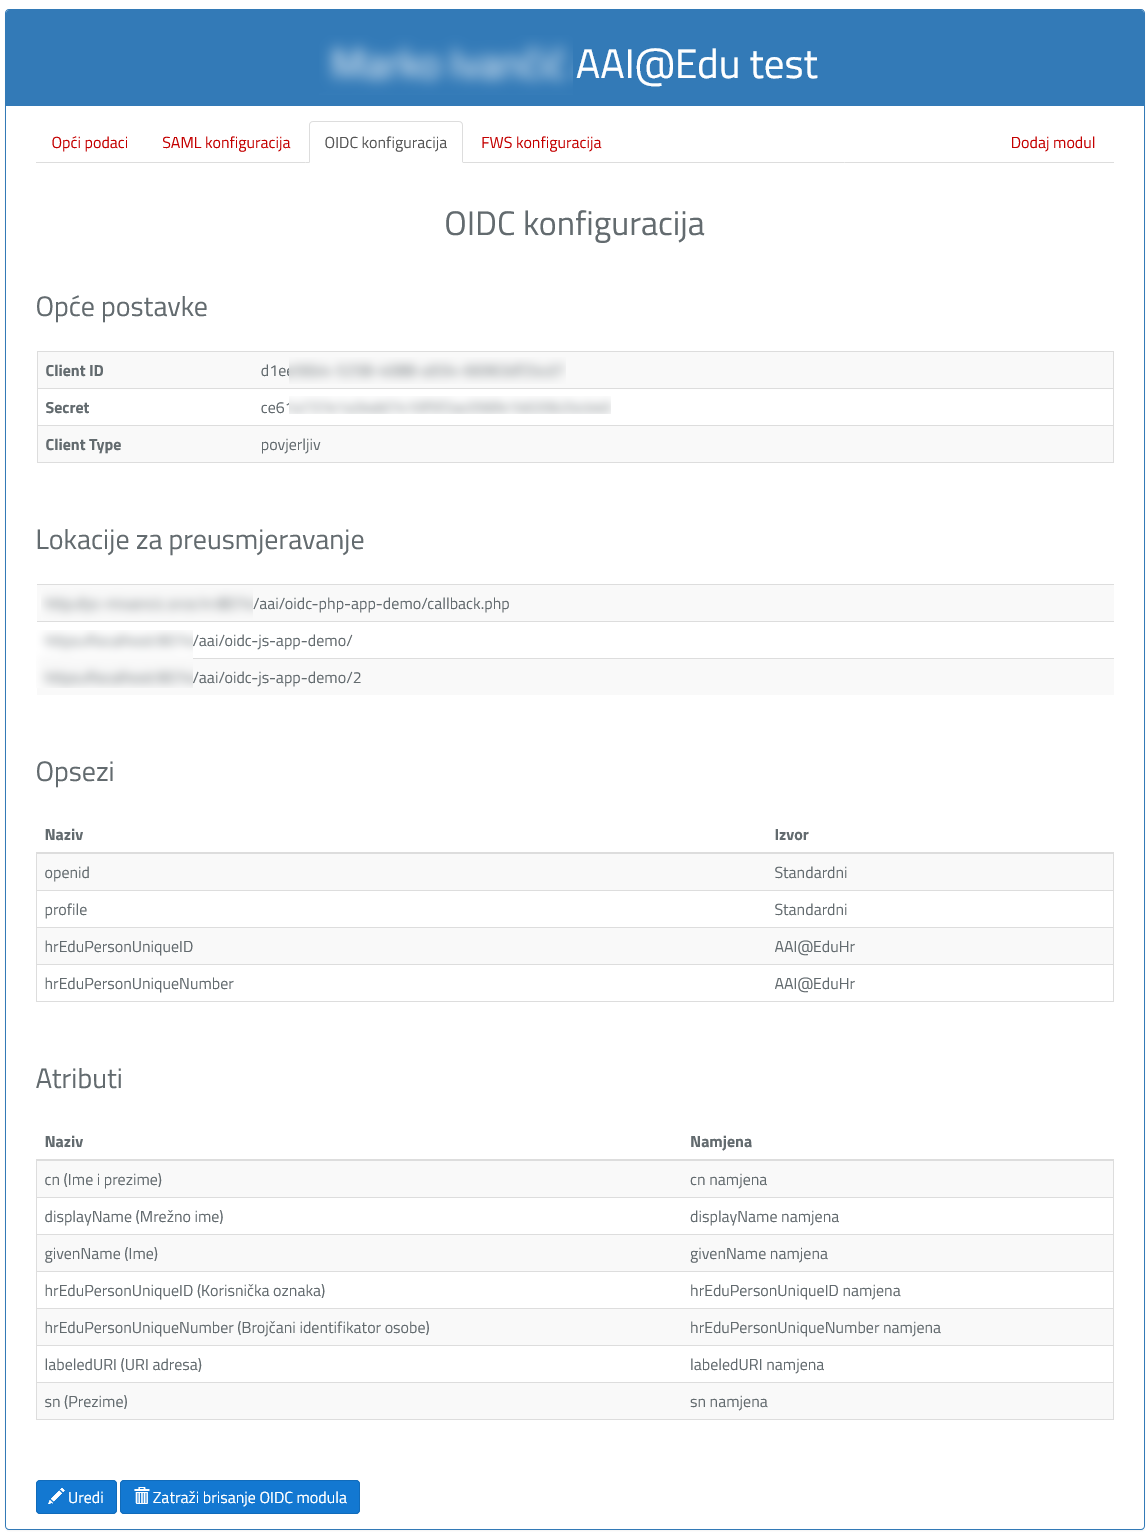 AAI@Edu test
Opći podaci SAML konfiguracija OIDC konfiguracija FWS konfiguracija Dodaj modul
OIDC konfiguracija
Opće postavke
Client ID d1ee
Secret ce61
Client Type povjerljiv
Lokacije za preusmjeravanje
/aai/oidc-php-app-demo/callback.php
/aai/oidc-js-app-demo/
/aai/oidc-js-app-demo/2
Opsezi
Naziv Izvor
openid Standardni
profile Standardni
hrEduPersonUniqueID AAI@EduHr
hrEduPersonUniqueNumber AAI@EduHr
Atributi
Naziv Namjena
cn (Ime i prezime) cn namjena
displayName (Mrežno ime) displayName namjena
givenName (Ime) givenName namjena
hrEduPersonUniqueID (Korisnička oznaka) hrEduPersonUniqueID namjena
hrEduPersonUniqueNumber (Brojčani identifikator osobe) hrEduPersonUniqueNumber namjena
labeledURI (URI adresa) labeledURI namjena
sn (Prezime) sn namjena
Uredi Zatraži brisanje OIDC modula